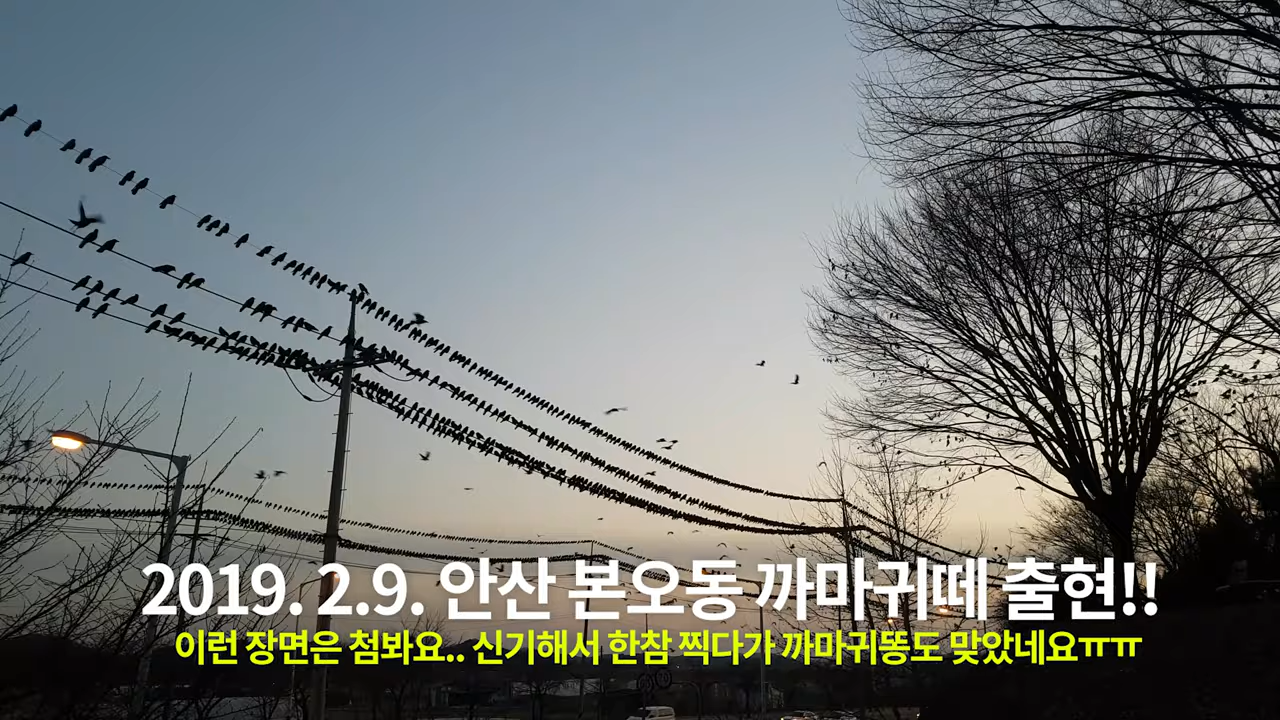 2019. 2.9. 안산 본오동 까마귀떼 출현!!
이런 장면은 첨봐요.. 신기해서 한참 찍다가 까마귀똥도 맞았네요ㅠㅠ